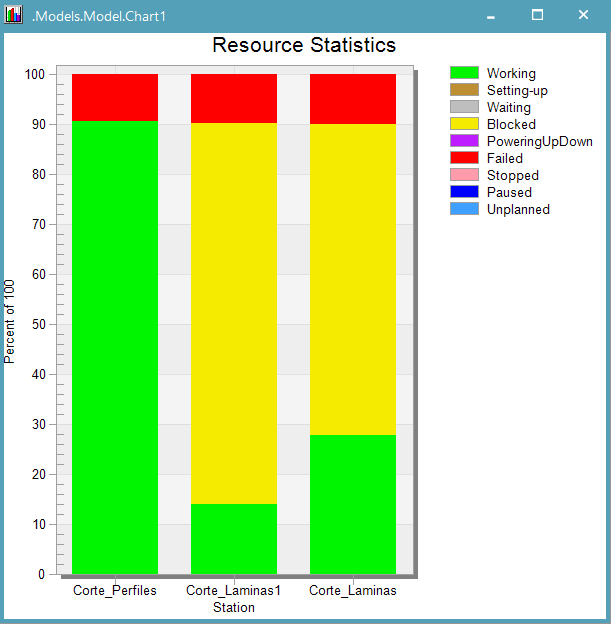 .Models.Model.Chart1
Resource Statistics
100
90
80
70
60
50
40
30
20
10
0
Percent of 100
Corte_Perfiles
Corte_Laminas1
Corte_Laminas
Station
Working
Setting-up
Waiting
Blocked
PoweringUpDown
Failed
Stopped
Paused
Unplanned